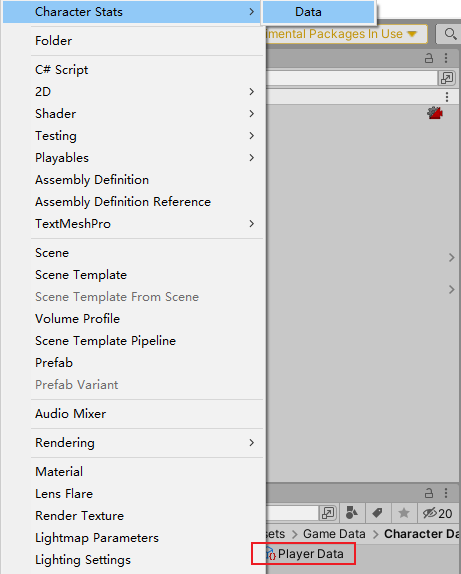 Character Stats
Data
Folder
mental Packages In Use
C# Script
2D
Shader
Testing
Playables
Assembly Definition
Assembly Definition Reference
TextMeshPro
Scene
Scene Template
Scene Template From Scene
Volume Profile
Scene Template Pipeline
Prefab
Prefab Variant
Audio Mixer
Rendering
Material
Lens Flare
Render Texture
20
Lightmap Parameters
sets > Game Data > Character Da
Player Data
Lighting Settings